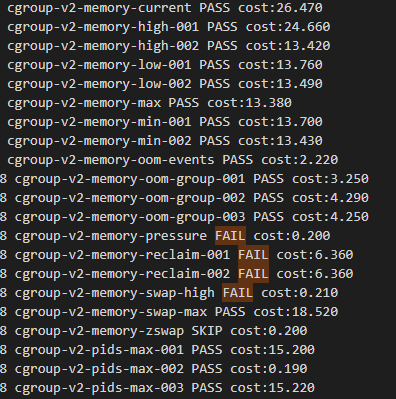 cgroup-v2-memory-current PASS cost:26.470
cgroup-v2-memory-high-001 PASS cost:24.660
cgroup-v2-memory-high-002 PASS cost:13.420
cgroup-v2-memory-low-001 PASS cost:13.760
cgroup-v2-memory-low-002 PASS cost:13.490
cgroup-v2-memory-max PASS cost:13.380
cgroup-v2-memory-min-001 PASS cost:13.700
cgroup-v2-memory-min-002 PASS cost:13.430
cgroup-v2-memory-oom-events PASS cost:2.220
8 cgroup-v2-memory-oom-group-001 PASS cost:3.250
8 cgroup-v2-memory-oom-group-002 PASS cost:4.290
8 cgroup-v2-memory-oom-group-003 PASS cost:4.250
8 cgroup-v2-memory-pressure FAIL cost:0.200
8 cgroup-v2-memory-reclaim-001 FAIL cost:6.360
8 cgroup-v2-memory-reclaim-002 FAIL cost:6.360
8 cgroup-v2-memory-swap-high FAIL cost:0.210
8 cgroup-v2-memory-swap-max PASS cost:18.520
8 cgroup-v2-memory-zswap SKIP cost:0.200
8 cgroup-v2-pids-max-001 PASS cost:15.200
8 cgroup-v2-pids-max-002 PASS cost:0.190
8 cgroup-v2-pids-max-003 PASS cost:15.220